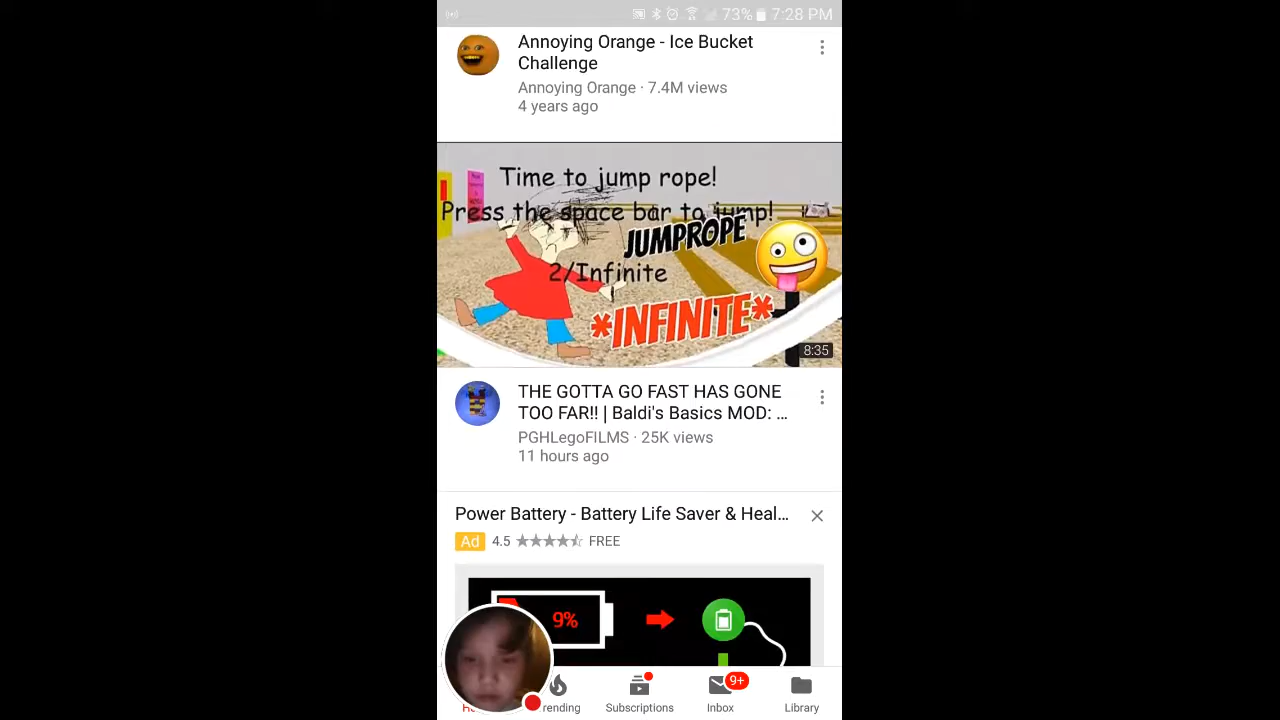 73% 7:28 PM
Annoying Orange - Ice Bucket
Challenge
Annoying Orange · 7.4M views
4 years ago
Time to jump rope!
Press the space bar to jump!
JUMPROPE
2/Infinite
*INFINITE*
8:35
THE GOTTA GO FAST HAS GONE
TOO FAR!! | Baldi's Basics MOD: ...
PGHLegoFILMS · 25K views
11 hours ago
Power Battery - Battery Life Saver & Heal...
Ad 4.5 FREE
9%
9+
Trending Subscriptions Inbox Library